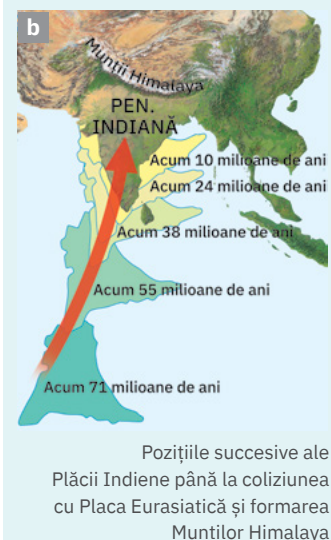 b
Munții Himalaya
PEN.
INDIANĂ
Acum 10 milioane de ani
Acum 24 milioane de ani
Acum 38 milioane de ani
Acum 55 milioane de ani
Acum 71 milioane de ani
Pozițiile succesive ale
Plăcii Indiene până la coliziunea
cu Placa Eurasiatică și formarea
Munților Himalaya